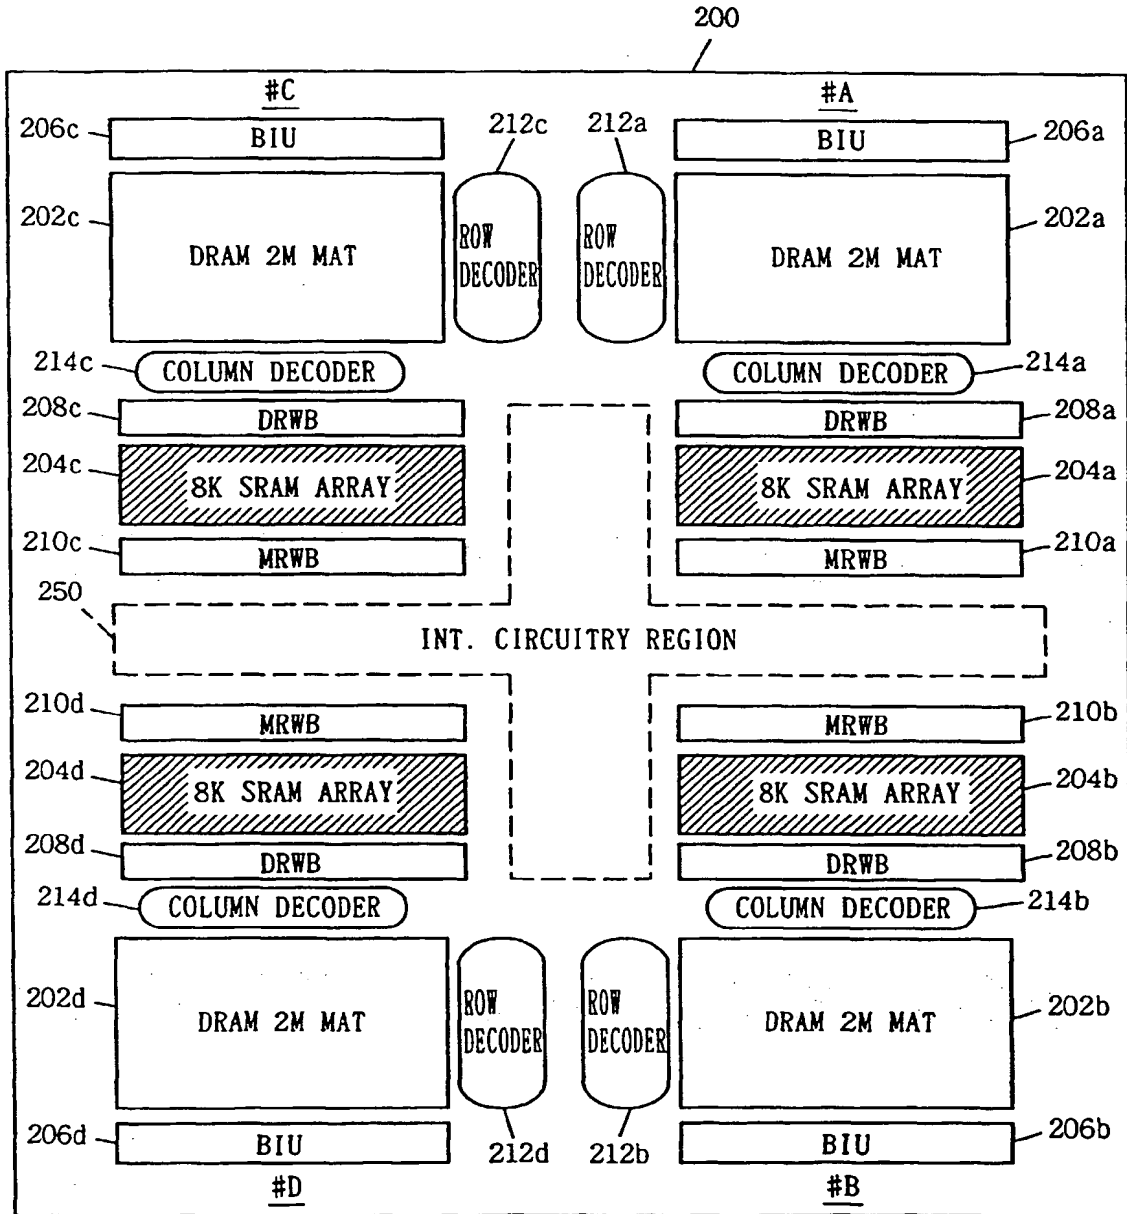 200
#C #A
206c BIU 212c 212a BIU 206a
202c DRAM 2M MAT ROW DECODER ROW DECODER DRAM 2M MAT 202a
214c COLUMN DECODER COLUMN DECODER 214a
208c DRWB DRWB 208a
204c 8K SRAM ARRAY 8K SRAM ARRAY 204a
210c MRWB MRWB 210a
250
INT. CIRCUITRY REGION
210d MRWB MRWB 210b
204d 8K SRAM ARRAY 8K SRAM ARRAY 204b
208d DRWB DRWB 208b
214d COLUMN DECODER COLUMN DECODER 214b
202d DRAM 2M MAT ROW DECODER ROW DECODER DRAM 2M MAT 202b
206d BIU 212d 212b BIU 206b
#D #B